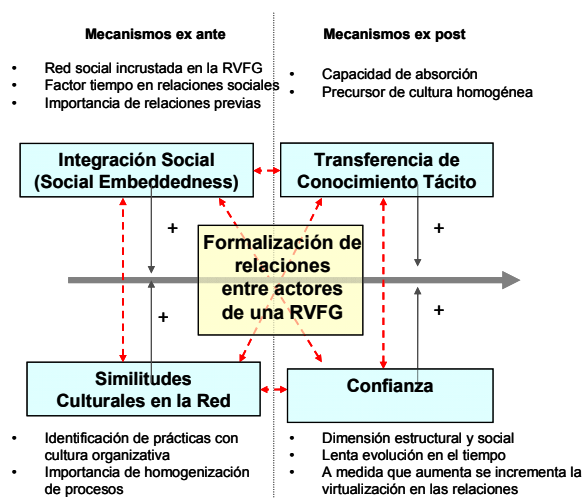 Mecanismos ex ante
• Red social incrustada en la RVFG
• Factor tiempo en relaciones sociales
• Importancia de relaciones previas
Mecanismos ex post
• Capacidad de absorción
• Precursor de cultura homogénea
Integración Social
(Social Embeddedness)
Transferencia de
Conocimiento Tácito
+
+
Formalización de
relaciones
entre actores
de una RVFG
+
+
Similitudes
Culturales en la Red
Confianza
• Identificación de prácticas con
cultura organizativa
• Importancia de homogenización
de procesos
• Dimensión estructural y social
• Lenta evolución en el tiempo
• A medida que aumenta se incrementa la
virtualización en las relaciones